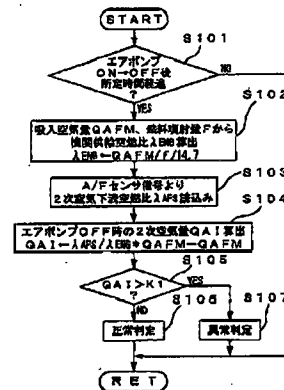 START
S101
エアポンプ
ON→OFF後
所定時間経過
?
NO
YES
S102
吸入空気量QAFM、燃料噴射量Fから
機関供給空燃比λENG算出
λENG←QAFM/F/14.7
S103
A/Fセンサ信号より
2次空気下流空燃比λAFS読込み
S104
エアポンプOFF時の2次空気量QAI算出
QAI←λAFS/λENG*QAFM-QAFM
S105
QAI>K1
?
YES
NO
S106
S107
正常判定
異常判定
RET